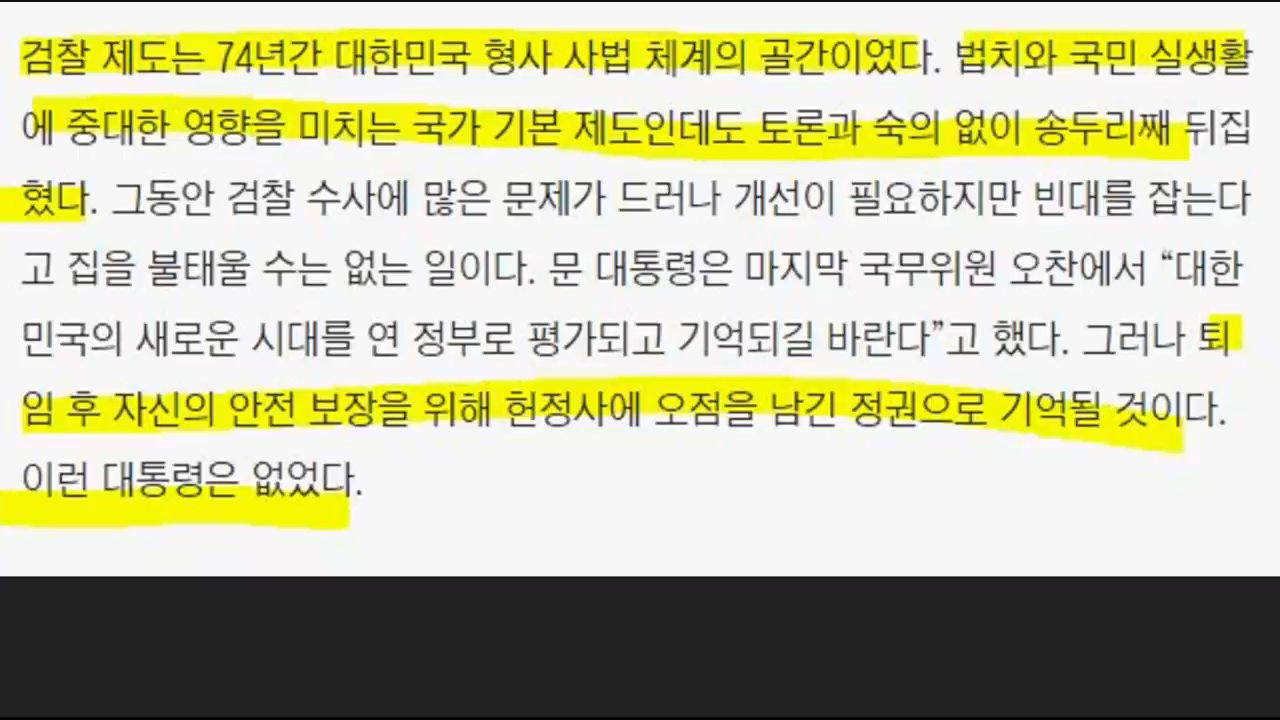 검찰 제도는 74년간 대한민국 형사 사법 체계의 골간이었다. 법치와 국민 실생활
에 중대한 영향을 미치는 국가 기본 제도인데도 토론과 숙의 없이 송두리째 뒤집
혔다. 그동안 검찰 수사에 많은 문제가 드러나 개선이 필요하지만 빈대를 잡는다
고 집을 불태울 수는 없는 일이다. 문 대통령은 마지막 국무위원 오찬에서 “대한
민국의 새로운 시대를 연 정부로 평가되고 기억되길 바란다”고 했다. 그러나 퇴
임 후 자신의 안전 보장을 위해 헌정사에 오점을 남긴 정권으로 기억될 것이다.
이런 대통령은 없었다.